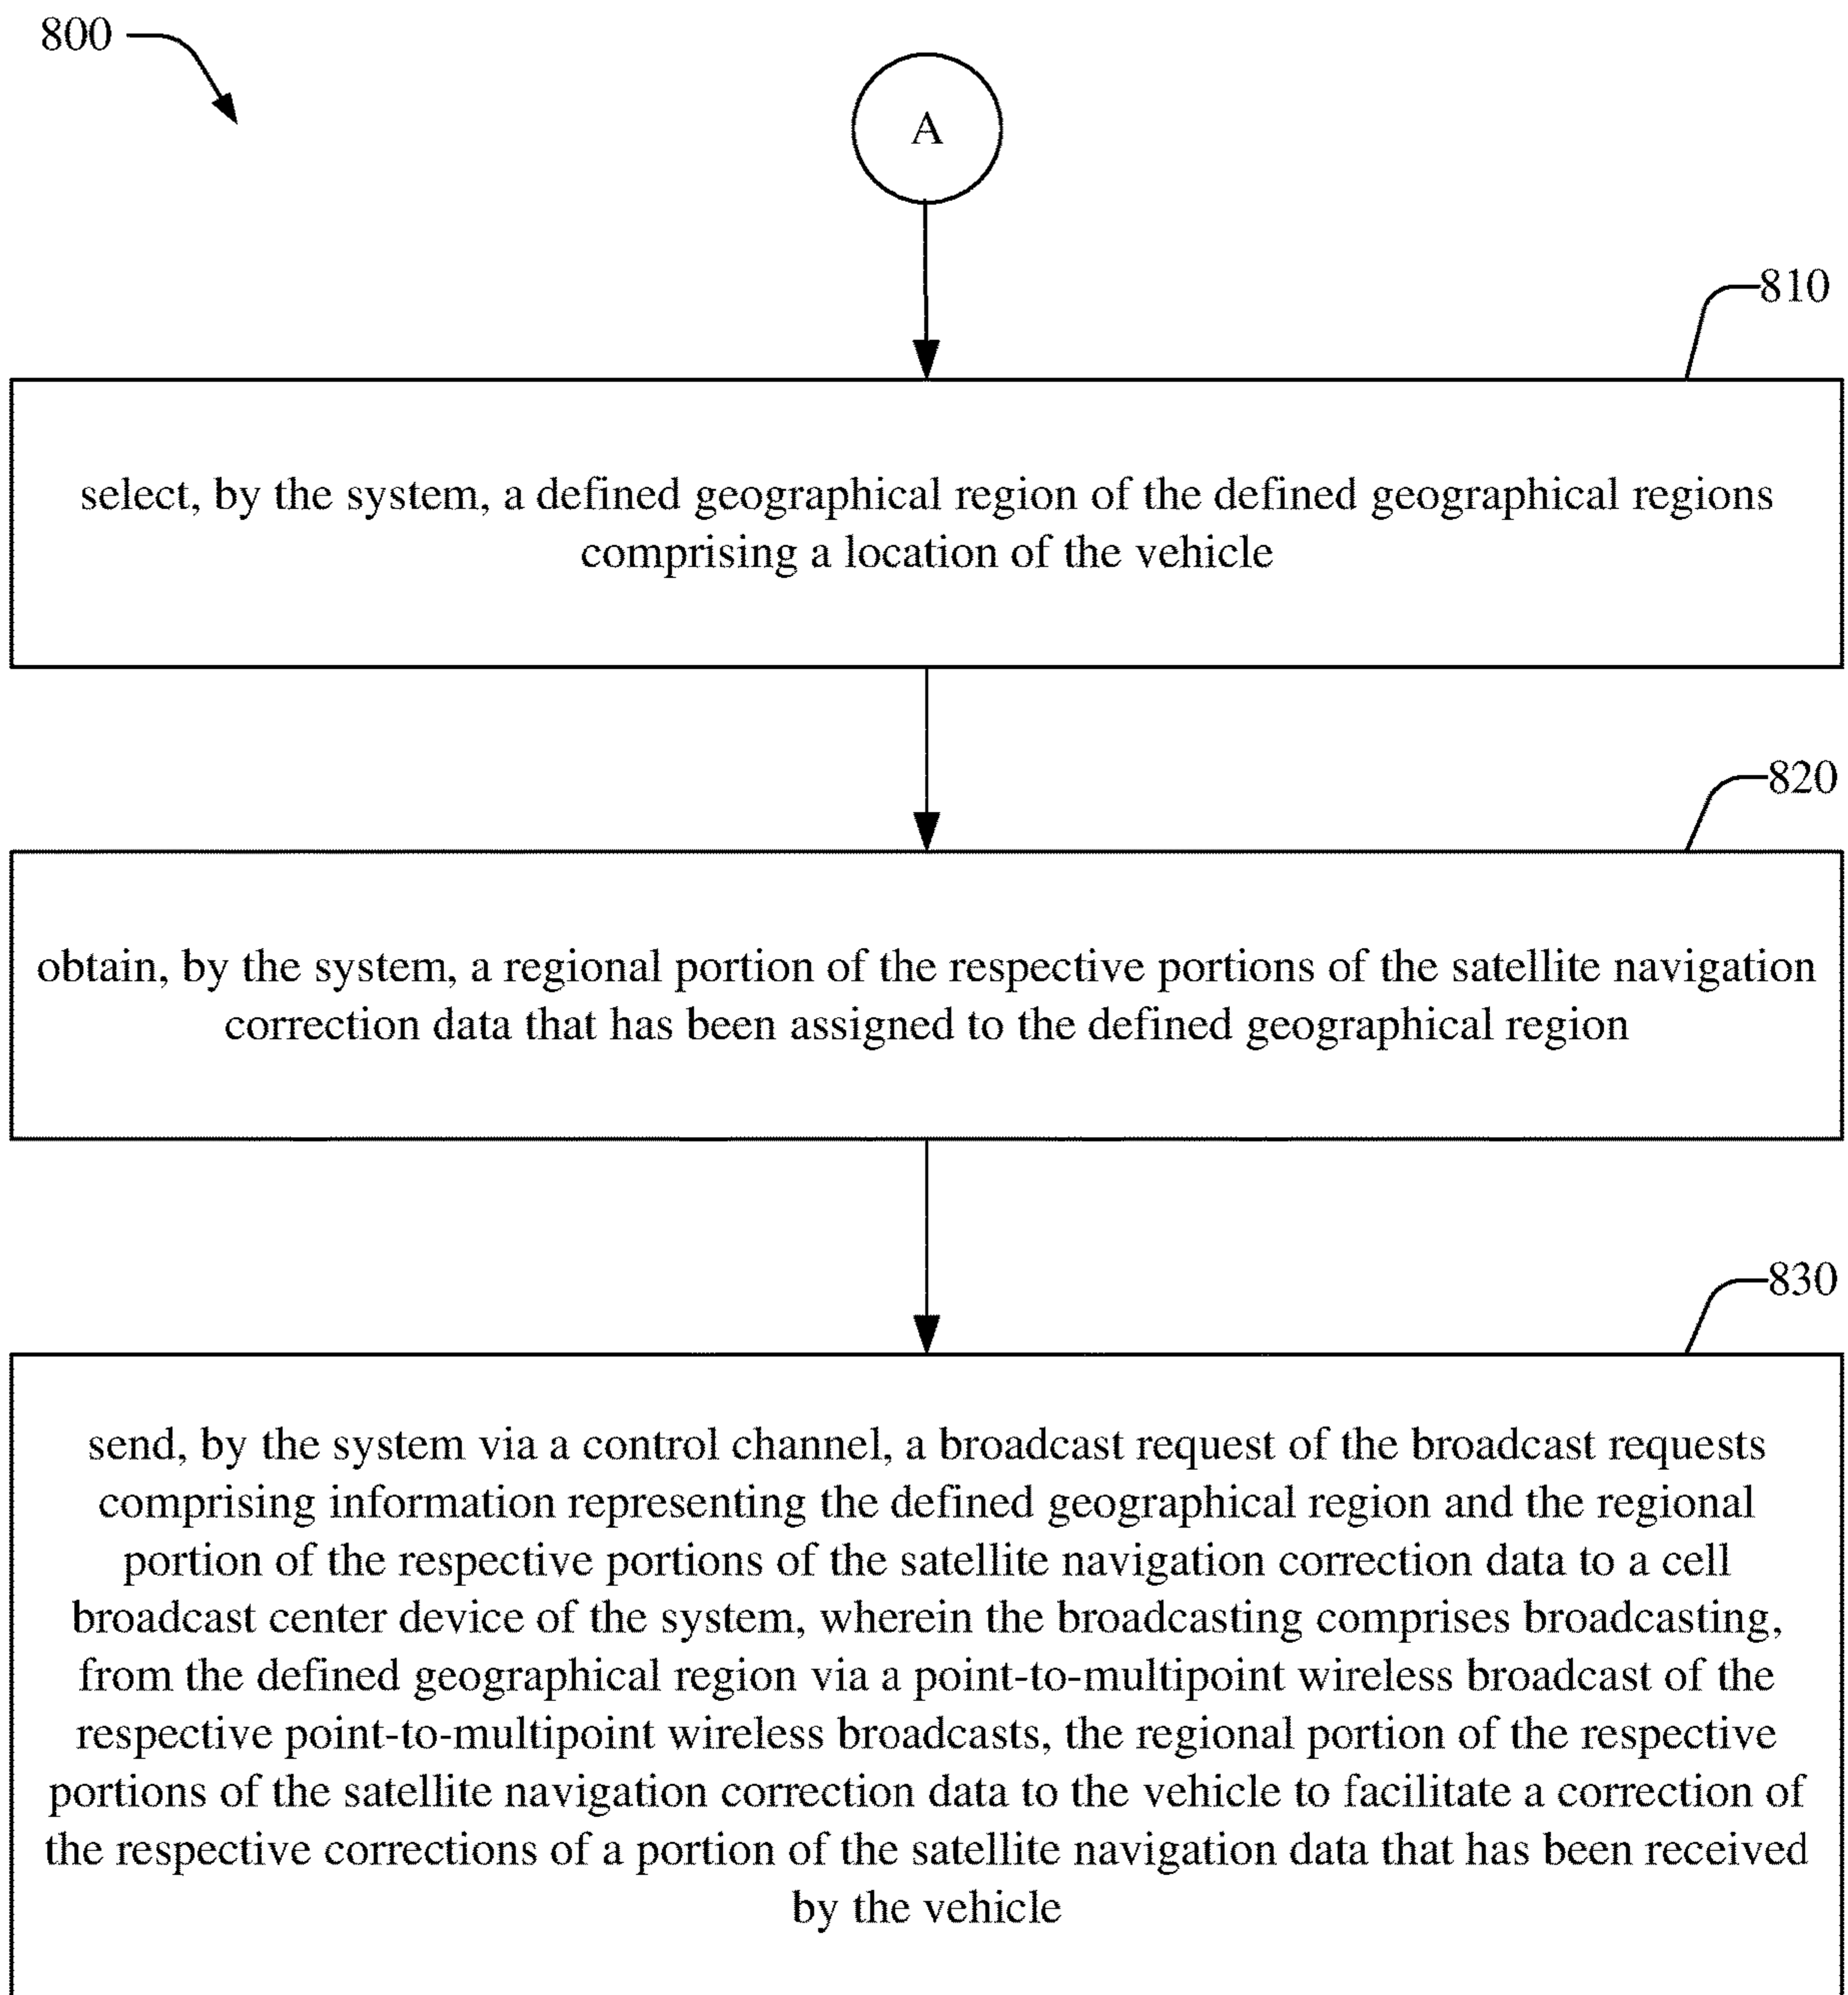 800
A
810
select, by the system, a defined geographical region of the defined geographical regions
comprising a location of the vehicle
820
obtain, by the system, a regional portion of the respective portions of the satellite navigation
correction data that has been assigned to the defined geographical region
830
send, by the system via a control channel, a broadcast request of the broadcast requests
comprising information representing the defined geographical region and the regional
portion of the respective portions of the satellite navigation correction data to a cell
broadcast center device of the system, wherein the broadcasting comprises broadcasting,
from the defined geographical region via a point-to-multipoint wireless broadcast of the
respective point-to-multipoint wireless broadcasts, the regional portion of the respective
portions of the satellite navigation correction data to the vehicle to facilitate a correction of
the respective corrections of a portion of the satellite navigation data that has been received
by the vehicle